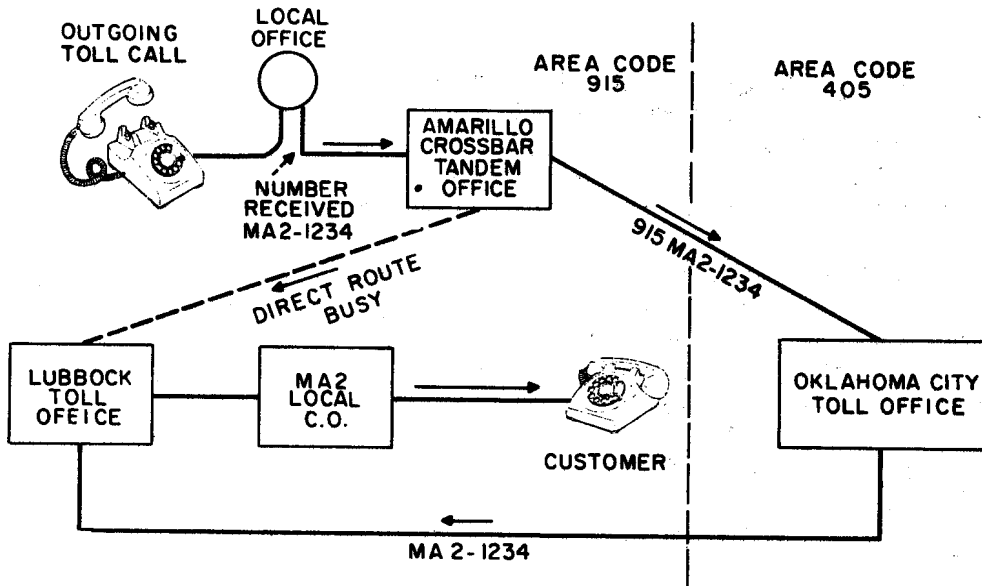 OUTGOING
TOLL CALL
LOCAL
OFFICE
AREA CODE
915
AREA CODE
405
AMARILLO
CROSSBAR
TANDEM
OFFICE
NUMBER
RECEIVED
MA2-1234
915 MA2-1234
DIRECT ROUTE
BUSY
LUBBOCK
TOLL
OFEICE
MA2
LOCAL
C.O.
CUSTOMER
OKLAHOMA CITY
TOLL OFFICE
MA 2-1234